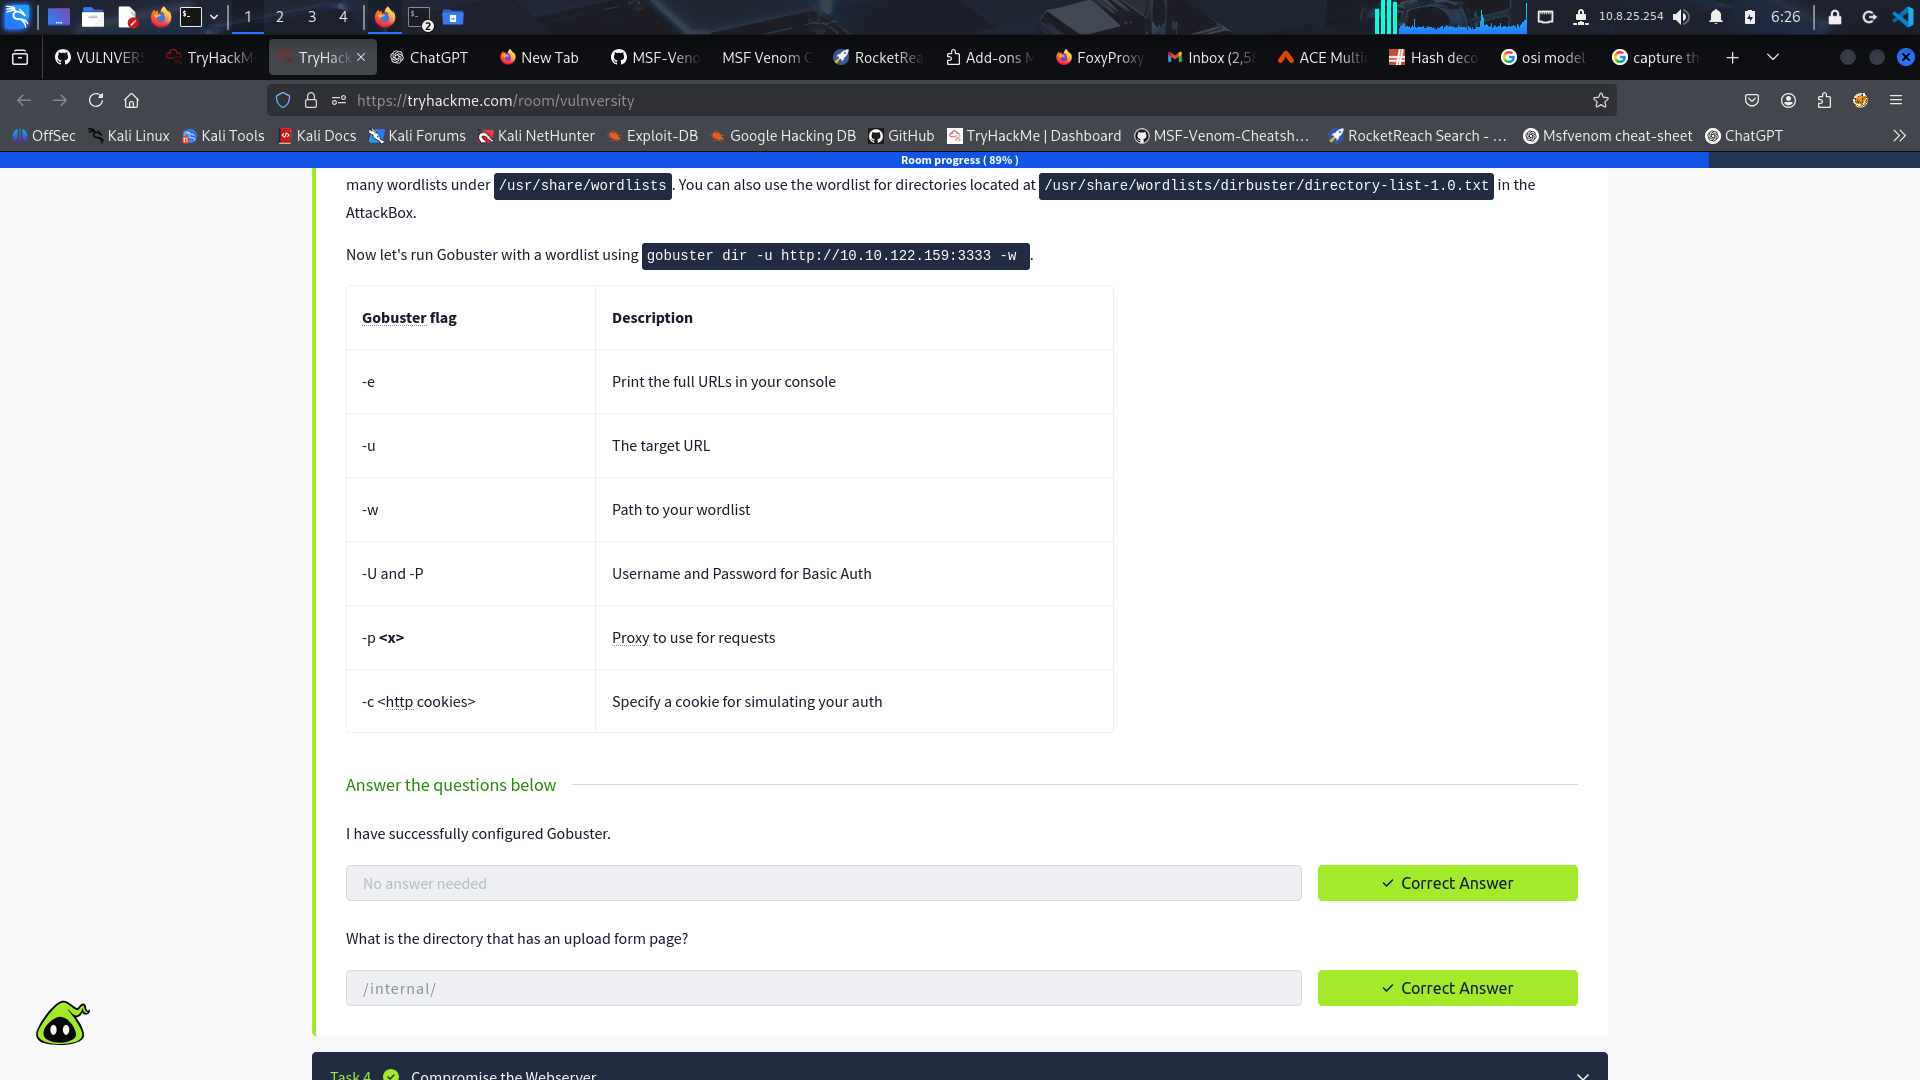 1 2 3 4 2 10.8.25.254 6:26
VULNVERS TryHackM TryHack ChatGPT New Tab MSF-Veno MSF Venom C RocketRea Add-ons M FoxyProxy Inbox (2,58 ACE Multi Hash deco osi model capture th
https://tryhackme.com/room/vulnversity
OffSec Kali Linux Kali Tools Kali Docs Kali Forums Kali NetHunter Exploit-DB Google Hacking DB GitHub TryHackMe | Dashboard MSF-Venom-Cheatsh… RocketReach Search - … Msfvenom cheat-sheet ChatGPT
Room progress ( 89% )
many wordlists under /usr/share/wordlists. You can also use the wordlist for directories located at /usr/share/wordlists/dirbuster/directory-list-1.0.txt in the
AttackBox.
Now let's run Gobuster with a wordlist using gobuster dir -u http://10.10.122.159:3333 -w .
Gobuster flag Description
-e Print the full URLs in your console
-u The target URL
-w Path to your wordlist
-U and -P Username and Password for Basic Auth
-p <x> Proxy to use for requests
-c <http cookies> Specify a cookie for simulating your auth
Answer the questions below
I have successfully configured Gobuster.
No answer needed Correct Answer
What is the directory that has an upload form page?
/internal/ Correct Answer
Task 4 Compromise the Webserver